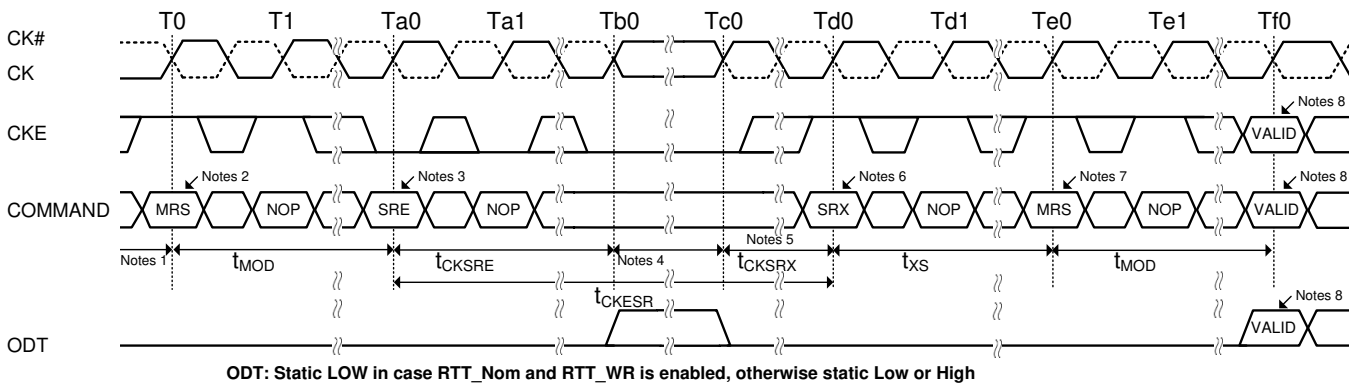 T0 T1 Ta0 Ta1 Tb0 Tc0 Td0 Td1 Te0 Te1 Tf0
CK#
CK
Notes 8
CKE VALID
Notes 2 Notes 3 Notes 6 Notes 7 Notes 8
COMMAND MRS NOP SRE NOP SRX NOP MRS NOP VALID
Notes 1 tMOD tCKSRE Notes 4 Notes 5 tCKSRX tXS tMOD
tCKESR
Notes 8
ODT VALID
ODT: Static LOW in case RTT_Nom and RTT_WR is enabled, otherwise static Low or High